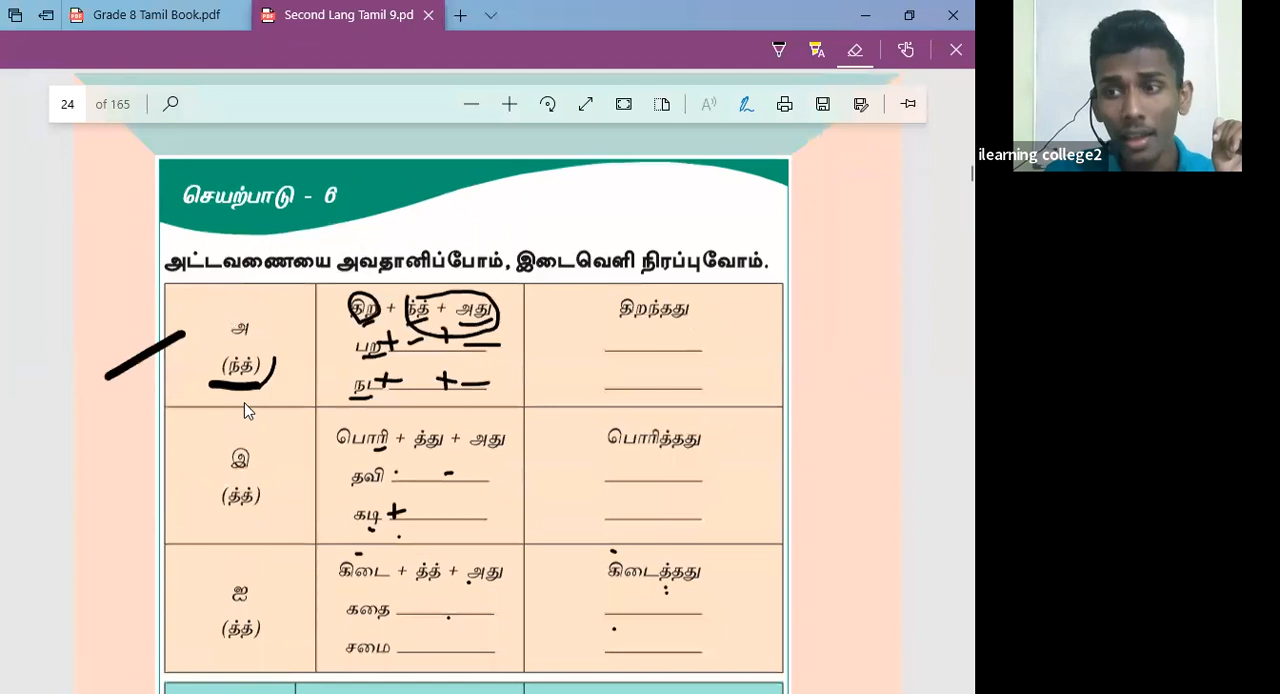 Grade 8 Tamil Book.pdf
Second Lang Tamil 9.pd
24 of 165
ilearning college2
செயற்பாடு - 6
அட்டவணையை அவதானிப்போம், இடைவெளி நிரப்புவோம்.
அ
(ந்த்)
திற + ந்த் + அது
திறந்தது
பற
நட
இ
(த்த்)
பொரி + த்து + அது
பொரித்தது
தவி
கடி
ஐ
(த்த்)
கிடை + த்த் + அது
கிடைத்தது
கதை
சமை